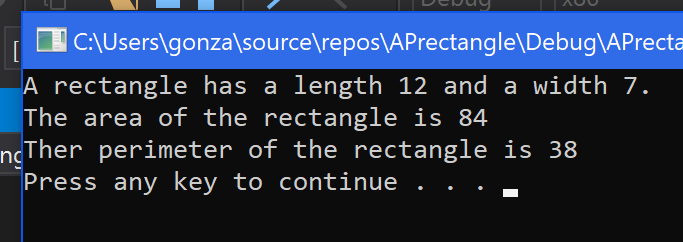 Debug
x86
C:\Users\gonza\source\repos\APrectangle\Debug\APrecta
[
A rectangle has a length 12 and a width 7.
The area of the rectangle is 84
ng
Ther perimeter of the rectangle is 38
Press any key to continue . . .